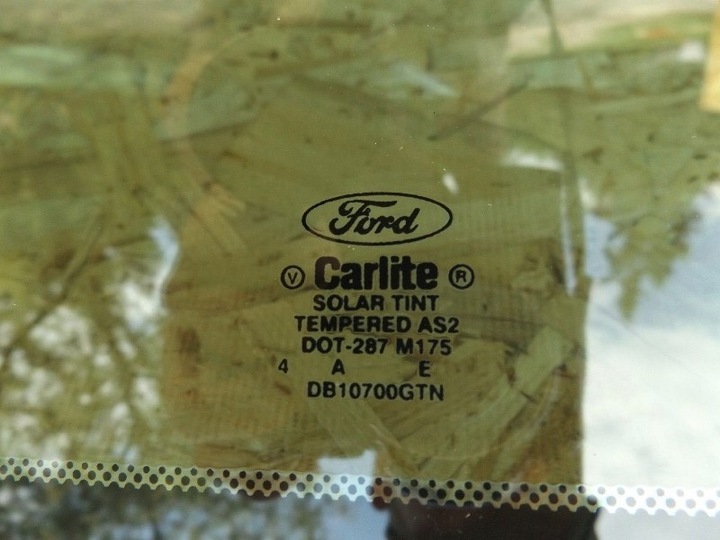 Ford
Ⓥ Carlite ®
SOLAR TINT
TEMPERED AS2
DOT-287 M175
4 A E
DB10700GTN